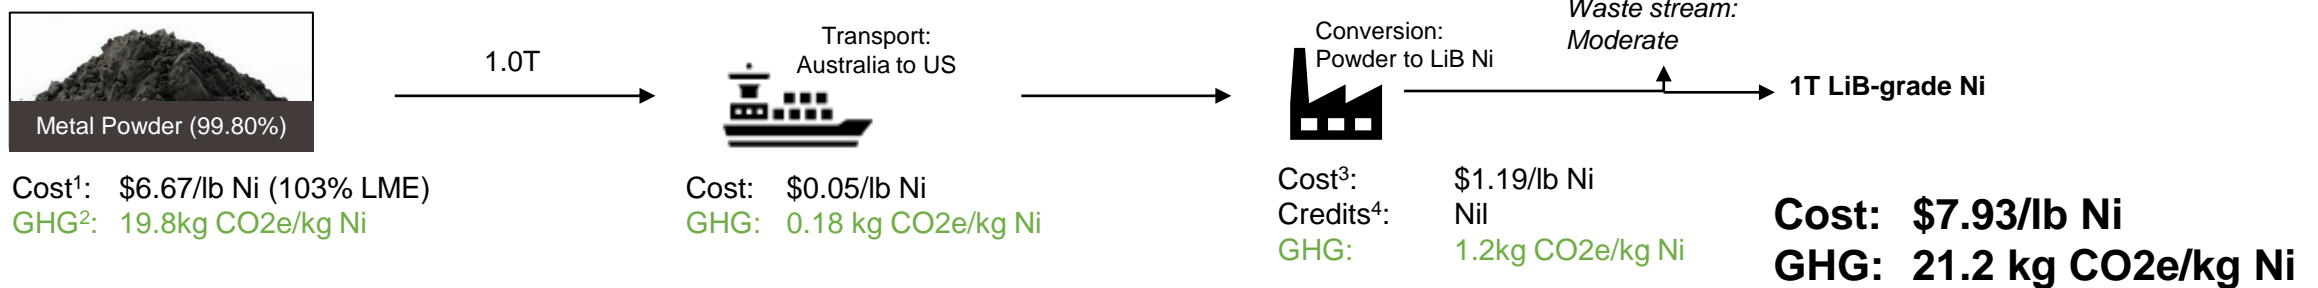 Waste stream:
Moderate
Conversion:
Powder to LiB Ni
Transport:
Australia to US
1.0T
1T LiB-grade Ni
Metal Powder (99.80%)
Cost¹: $6.67/lb Ni (103% LME)
GHG²: 19.8kg CO2e/kg Ni
Cost: $0.05/lb Ni
GHG: 0.18 kg CO2e/kg Ni
Cost³: $1.19/lb Ni
Credits⁴: Nil
GHG: 1.2kg CO2e/kg Ni
Cost: $7.93/lb Ni
GHG: 21.2 kg CO2e/kg Ni